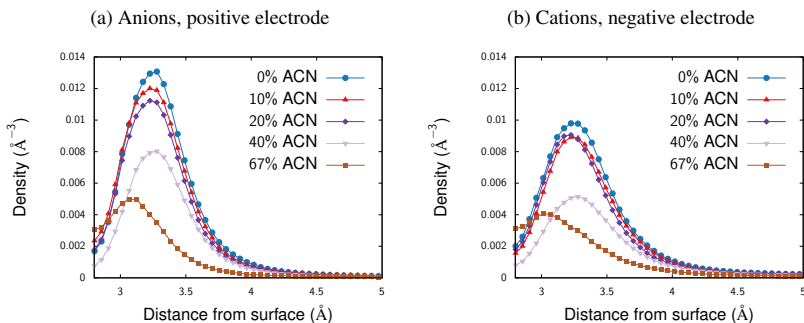 (a) Anions, positive electrode
0.014
0.012
0.01
0.008
0.006
0.004
0.002
0
Density (Å⁻³)
0% ACN
10% ACN
20% ACN
40% ACN
67% ACN
3
3.5
4
4.5
5
Distance from surface (Å)
(b) Cations, negative electrode
0.014
0.012
0.01
0.008
0.006
0.004
0.002
0
Density (Å⁻³)
0% ACN
10% ACN
20% ACN
40% ACN
67% ACN
3
3.5
4
4.5
5
Distance from surface (Å)